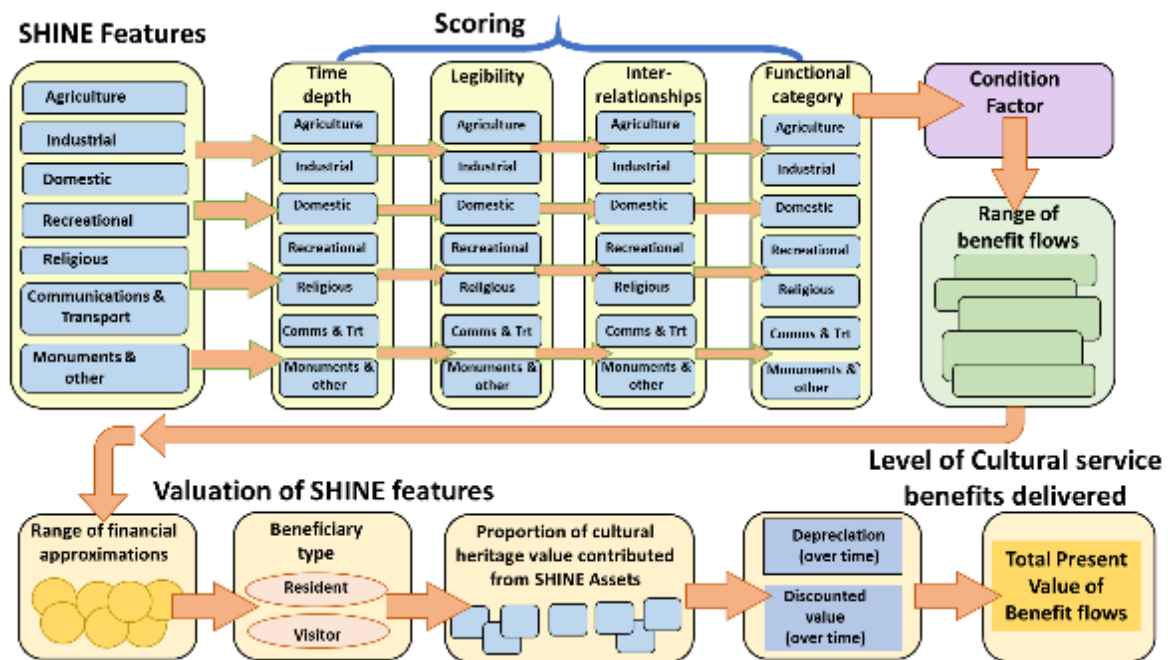 SHINE Features
Scoring
Agriculture
Industrial
Domestic
Recreational
Religious
Communications &
Transport
Monuments &
other
Time
depth
Agriculture
Industrial
Domestic
Recreational
Religious
Comms & Trt
Monuments &
other
Legibility
Agriculture
Industrial
Domestic
Recreational
Religious
Comms & Trt
Monuments &
other
Inter-
relationships
Agriculture
Industrial
Domestic
Recreational
Religious
Comms & Trt
Monuments &
other
Functional
category
Agriculture
Industrial
Domestic
Recreational
Religious
Comms & Trt
Monuments &
other
Condition
Factor
Range of
benefit flows
Level of Cultural service
benefits delivered
Valuation of SHINE features
Range of financial
approximations
Beneficiary
type
Resident
Visitor
Proportion of cultural
heritage value contributed
from SHINE Assets
Depreciation
(over time)
Discounted
value
(over time)
Total Present
Value of
Benefit flows